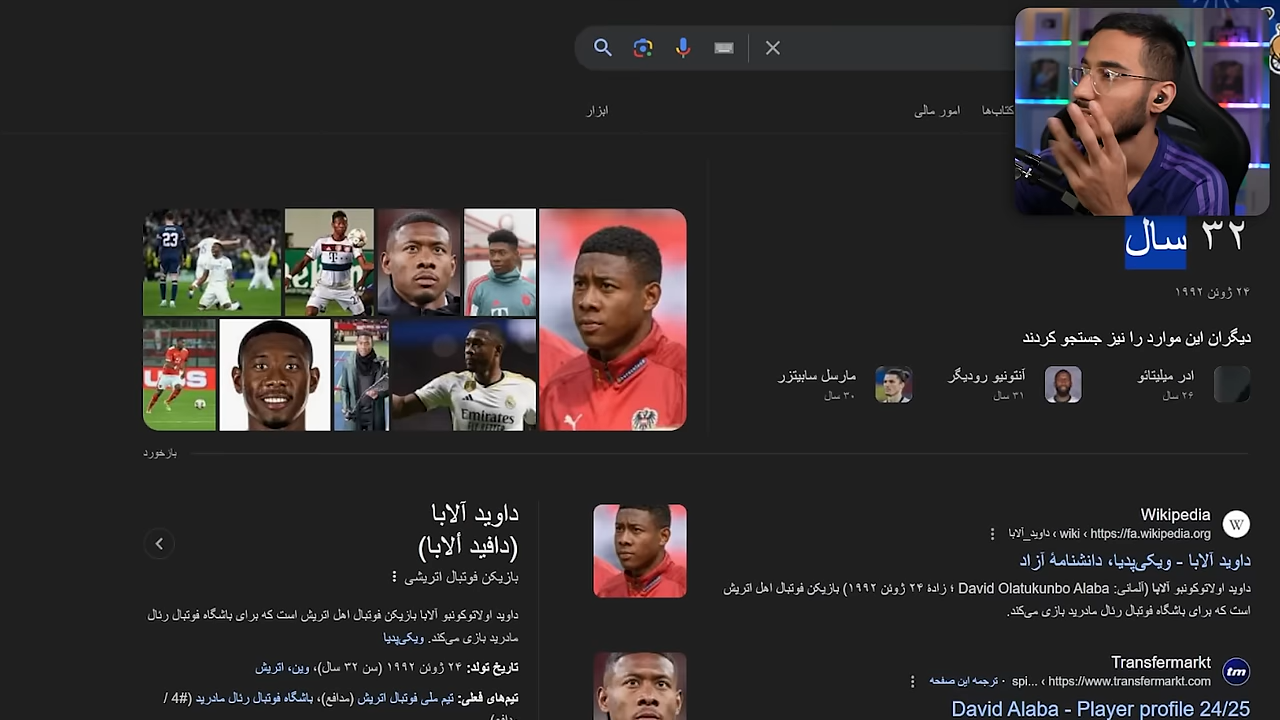 کتاب‌ها امور مالی ابزار
۳۲ سال
۲۴ ژوئن ۱۹۹۲
دیگران این موارد را نیز جستجو کردند
ادر میلیتائو
۲۶ سال
آنتونیو رودیگر
۳۱ سال
مارسل سابیتزر
۳۰ سال
23
Emirates
بازخورد
Wikipedia
https://fa.wikipedia.org › wiki › داوید_آلابا
داوید آلابا - ویکی‌پدیا، دانشنامهٔ آزاد
داوید اولاتوکونبو آلابا (آلمانی: David Olatukunbo Alaba ؛ زادهٔ ۲۴ ژوئن ۱۹۹۲) بازیکن فوتبال اهل اتریش
است که برای باشگاه فوتبال رئال مادرید بازی می‌کند.
Transfermarkt
https://www.transfermarkt.com › ...spi · ترجمه این صفحه
David Alaba - Player profile 24/25
داوید آلابا
(دافيد ألابا)
بازیکن فوتبال اتریشی
داوید اولاتوکونبو آلابا بازیکن فوتبال اهل اتریش است که برای باشگاه فوتبال رئال
مادرید بازی می‌کند. ویکی‌پدیا
تاریخ تولد: ۲۴ ژوئن ۱۹۹۲ (سن ۳۲ سال)، وین، اتریش
تیم‌های فعلی: تیم ملی فوتبال اتریش (مدافع)، باشگاه فوتبال رئال مادرید (#4 /